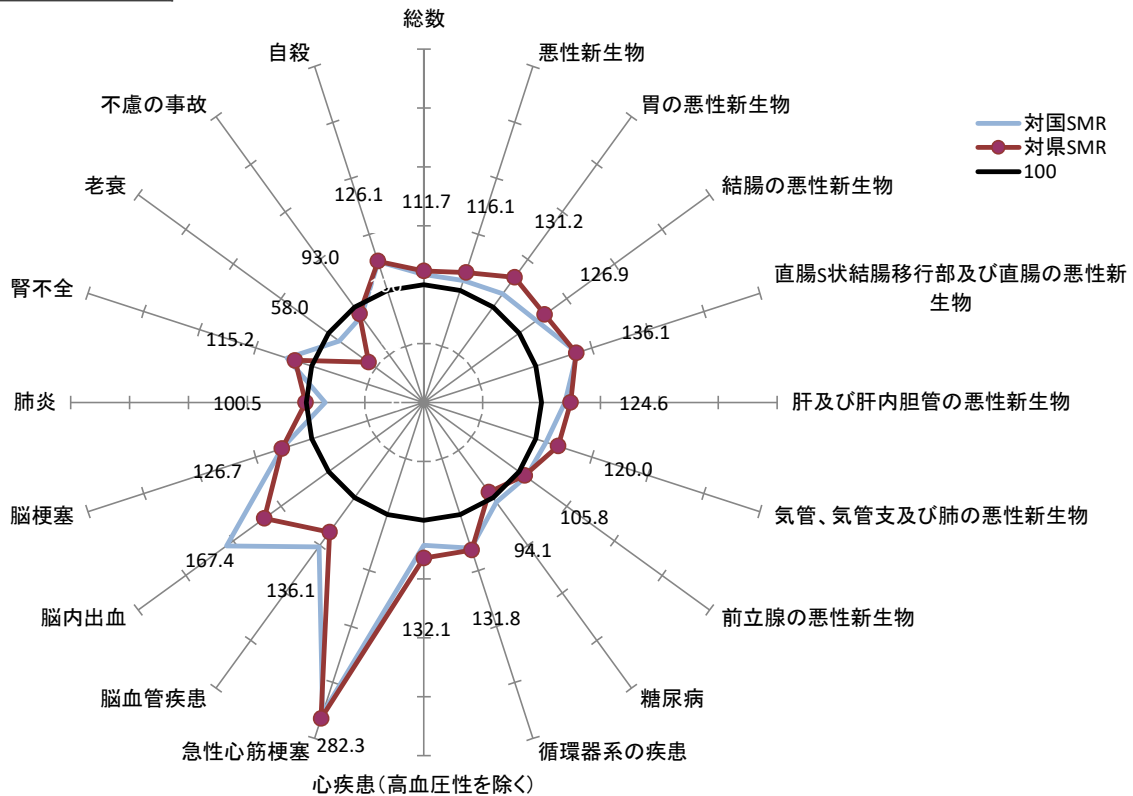 総数
自殺
悪性新生物
不慮の事故
胃の悪性新生物
対国SMR
対県SMR
100
老衰
結腸の悪性新生物
126.1
111.7
116.1
131.2
93.0
126.9
直腸S状結腸移行部及び直腸の悪性新
生物
腎不全
58.0
115.2
136.1
肺炎
100.5
124.6
肝及び肝内胆管の悪性新生物
126.7
120.0
脳梗塞
気管、気管支及び肺の悪性新生物
167.4
105.8
94.1
136.1
脳内出血
前立腺の悪性新生物
132.1
131.8
脳血管疾患
糖尿病
急性心筋梗塞
282.3
循環器系の疾患
心疾患(高血圧性を除く)